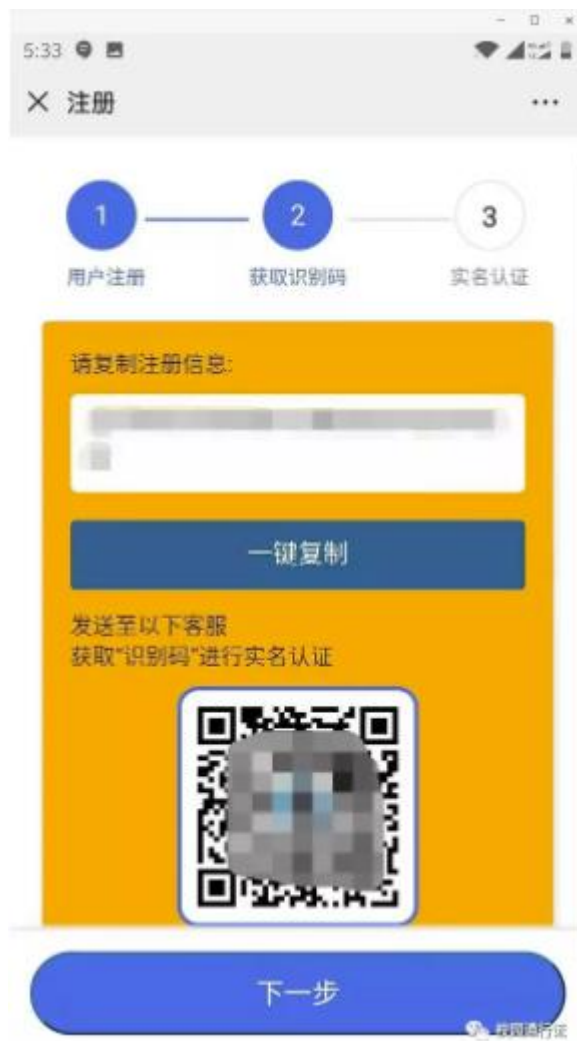 5:33
注册
1
2
3
用户注册
获取识别码
实名认证
请复制注册信息:
一键复制
发送至以下客服
获取"识别码"进行实名认证
下一步